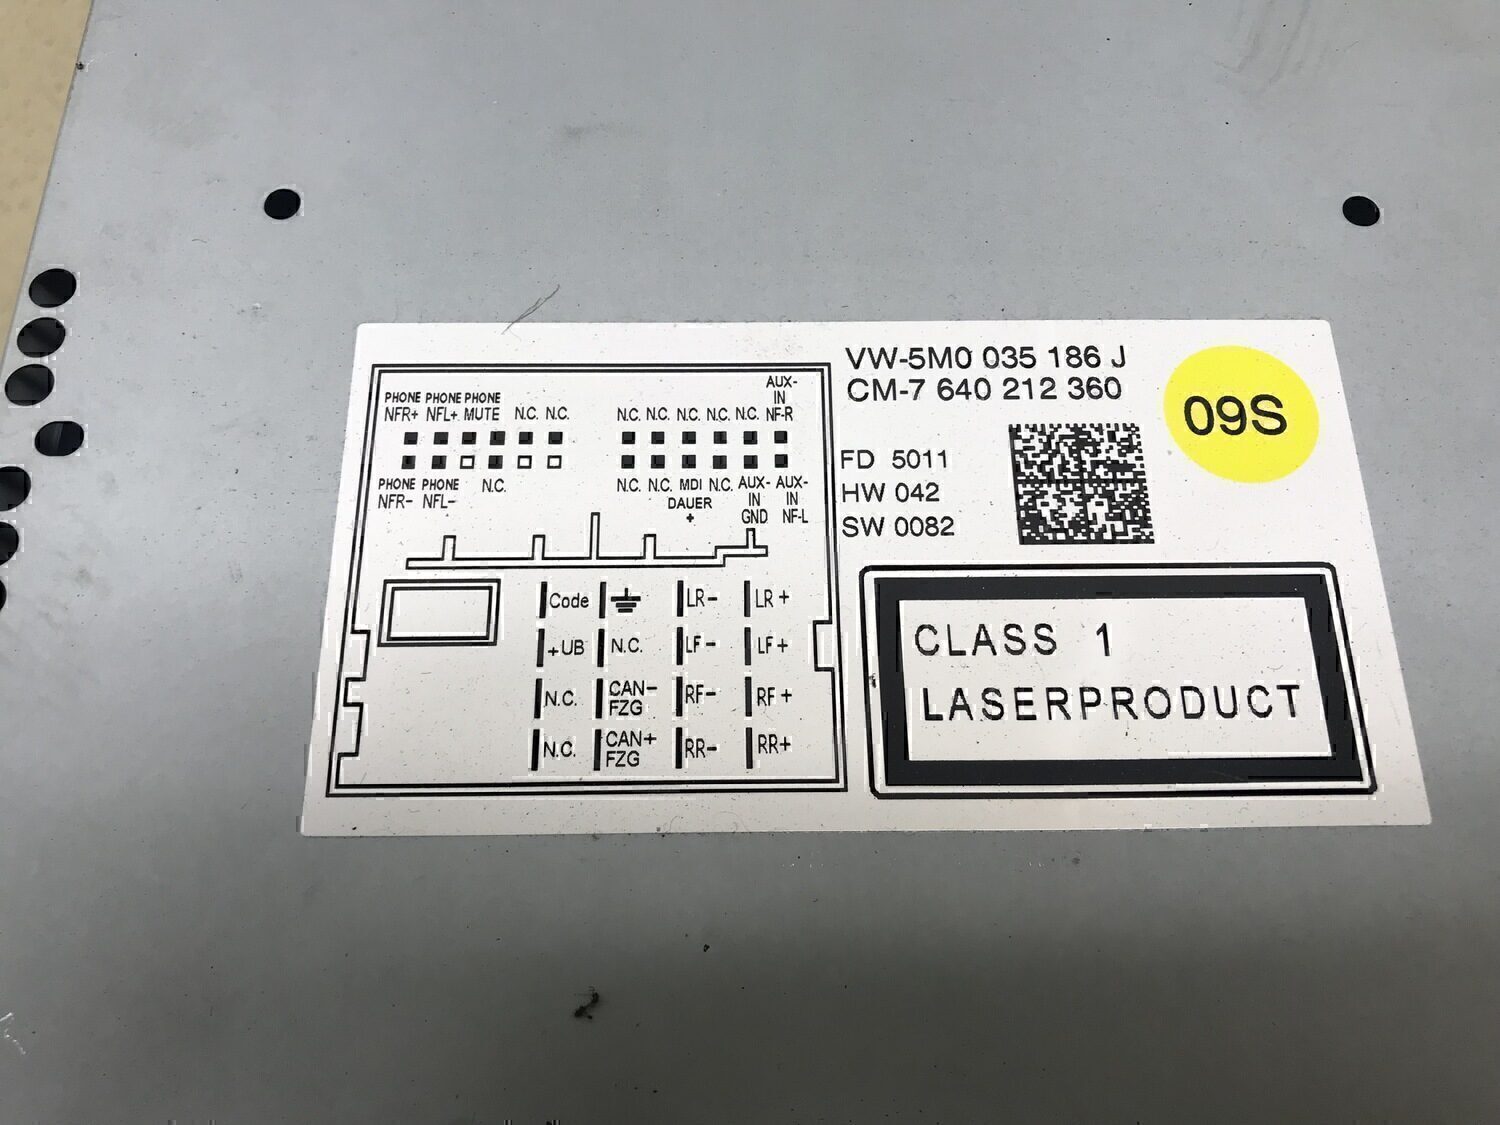 VW-5M0 035 186 J
CM-7 640 212 360
09S
FD 5011
HW 042
SW 0082
CLASS 1
LASERPRODUCT
PHONE PHONE PHONE
NFR+ NFL+ MUTE N.C. N.C.
PHONE PHONE N.C.
NFR- NFL-
AUX-
IN
N.C. N.C. N.C. N.C. N.C. NF-R
N.C. N.C. MDI N.C. AUX- AUX-
DAUER IN IN
+ GND NF-L
Code LR- LR+
+UB N.C. LF- LF+
N.C. CAN- FZG RF- RF+
N.C. CAN+ FZG RR- RR+